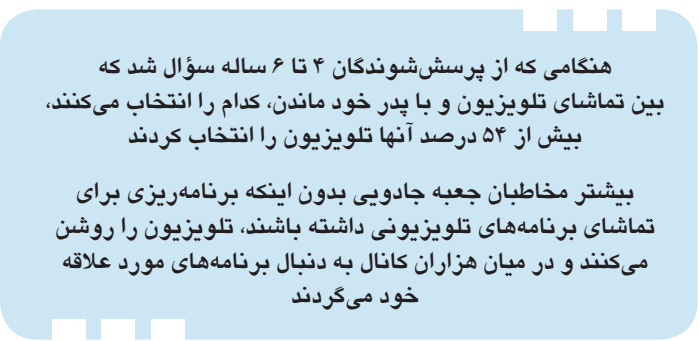 هنگامی که از پرسش‌شوندگان ۴ تا ۶ ساله سؤال شد که
بین تماشای تلویزیون و با پدر خود ماندن، کدام را انتخاب می‌کنند،
بیش از ۵۴ درصد آنها تلویزیون را انتخاب کردند
بیشتر مخاطبان جعبه جادویی بدون اینکه برنامه‌ریزی برای
تماشای برنامه‌های تلویزیونی داشته باشند، تلویزیون را روشن
می‌کنند و در میان هزاران کانال به دنبال برنامه‌های مورد علاقه
خود می‌گردند